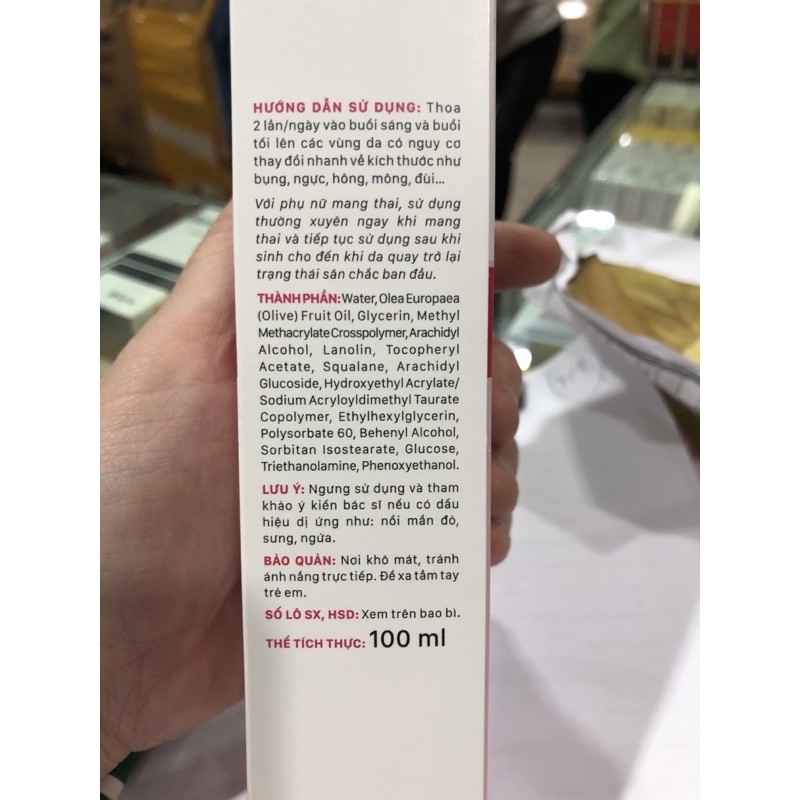 HƯỚNG DẪN SỬ DỤNG: Thoa
2 lần/ngày vào buổi sáng và buổi
tối lên các vùng da có nguy cơ
thay đổi nhanh về kích thước như
bụng, ngực, hông, mông, đùi...
Với phụ nữ mang thai, sử dụng
thường xuyên ngay khi mang
thai và tiếp tục sử dụng sau khi
sinh cho đến khi da quay trở lại
trạng thái săn chắc ban đầu.
THÀNH PHẦN: Water, Olea Europaea
(Olive) Fruit Oil, Glycerin, Methyl
Methacrylate Crosspolymer, Arachidyl
Alcohol, Lanolin, Tocopheryl
Acetate, Squalane, Arachidyl
Glucoside, Hydroxyethyl Acrylate/
Sodium Acryloyldimethyl Taurate
Copolymer, Ethylhexylglycerin,
Polysorbate 60, Behenyl Alcohol,
Sorbitan Isostearate, Glucose,
Triethanolamine, Phenoxyethanol.
LƯU Ý: Ngưng sử dụng và tham
khảo ý kiến bác sĩ nếu có dấu
hiệu dị ứng như: nổi mẩn đỏ,
sưng, ngứa.
BẢO QUẢN: Nơi khô mát, tránh
ánh nắng trực tiếp. Để xa tầm tay
trẻ em.
SỐ LÔ SX, HSD: Xem trên bao bì.
THỂ TÍCH THỰC: 100 ml